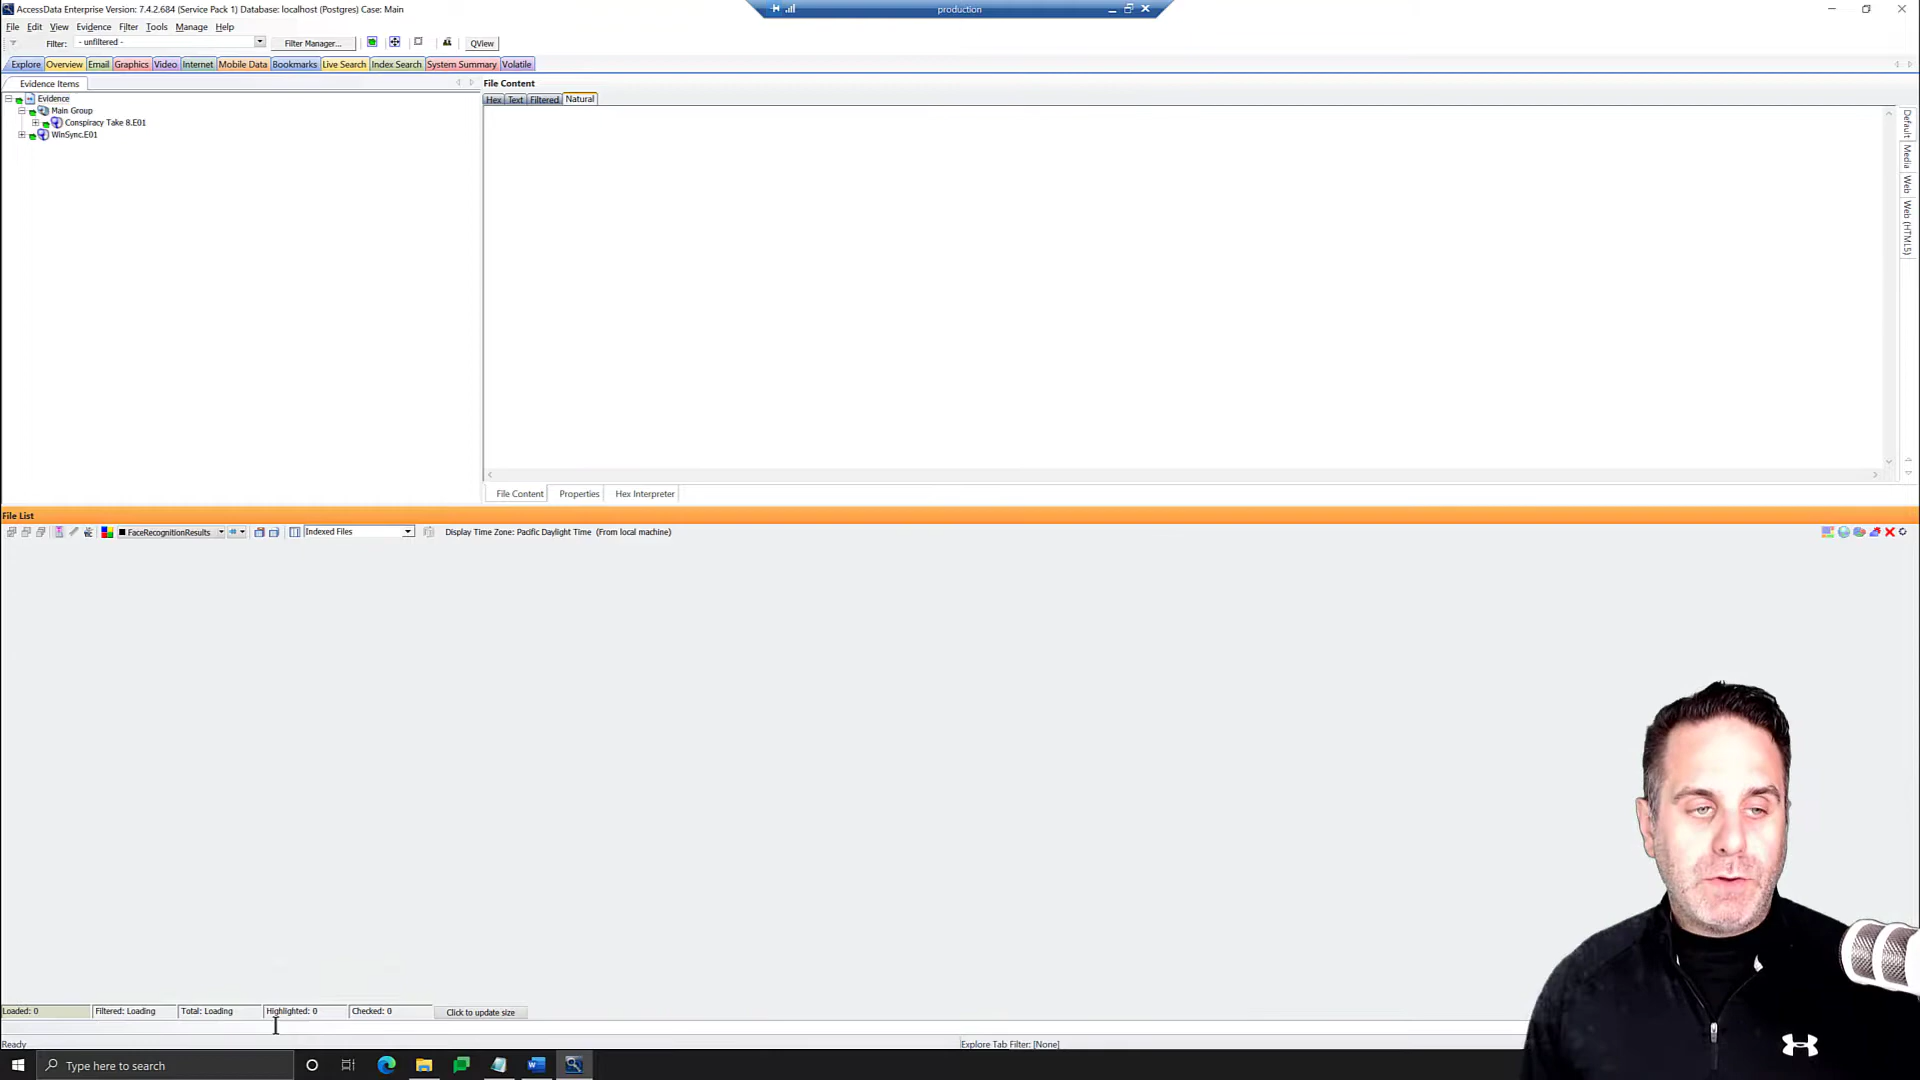 AccessData Enterprise Version: 7.4.2.684 (Service Pack 1) Database: localhost (Postgres) Case: Main
production
File Edit View Evidence Filter Tools Manage Help
Filter: - unfiltered - Filter Manager... QView
Explore Overview Email Graphics Video Internet Mobile Data Bookmarks Live Search Index Search System Summary Volatile
Evidence Items
File Content
Hex Text Filtered Natural
Evidence
Main Group
Conspiracy Take 8.E01
WinSync.E01
Default
Media
Web
Web (HTML5)
File Content Properties Hex Interpreter
File List
FaceRecognitionResults Indexed Files Display Time Zone: Pacific Daylight Time (From local machine)
Loaded: 0 Filtered: Loading Total: Loading Highlighted: 0 Checked: 0 Click to update size
Ready Explore Tab Filter: [None]
Type here to search